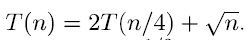 T(n) = 2T(n/4) + √n.